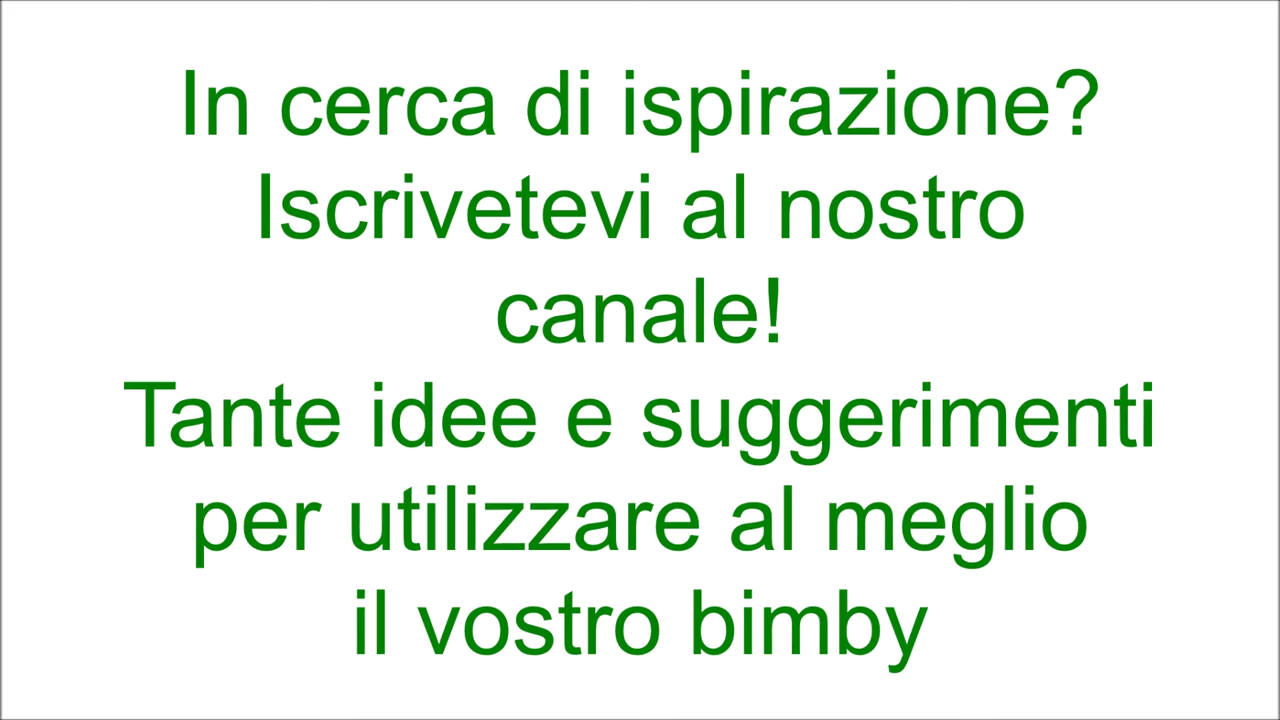 In cerca di ispirazione?
Iscrivetevi al nostro
canale!
Tante idee e suggerimenti
per utilizzare al meglio
il vostro bimby